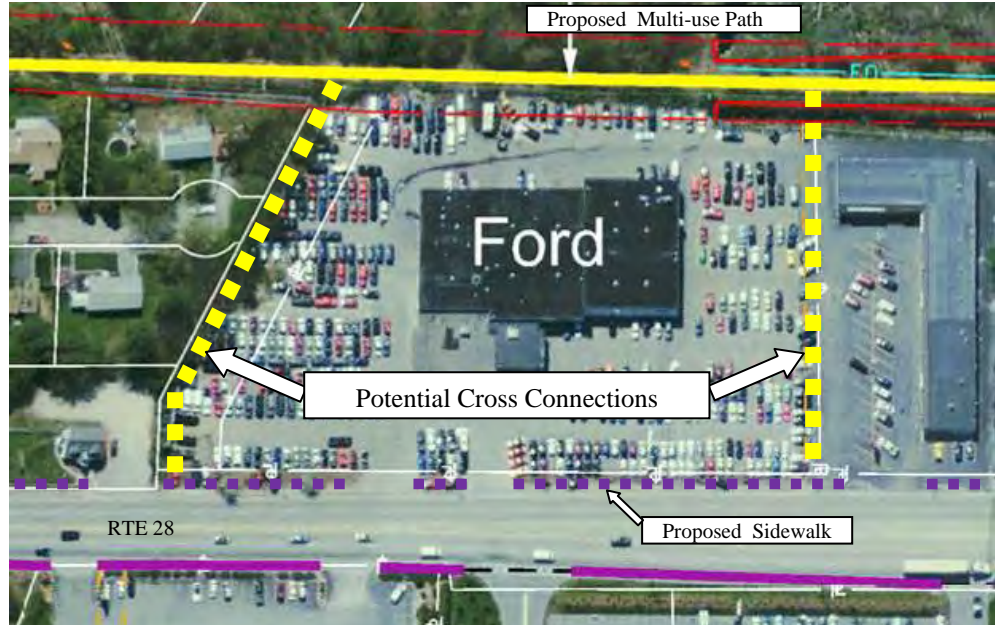 Proposed Multi-use Path
Ford
Potential Cross Connections
RTE 28
Proposed Sidewalk